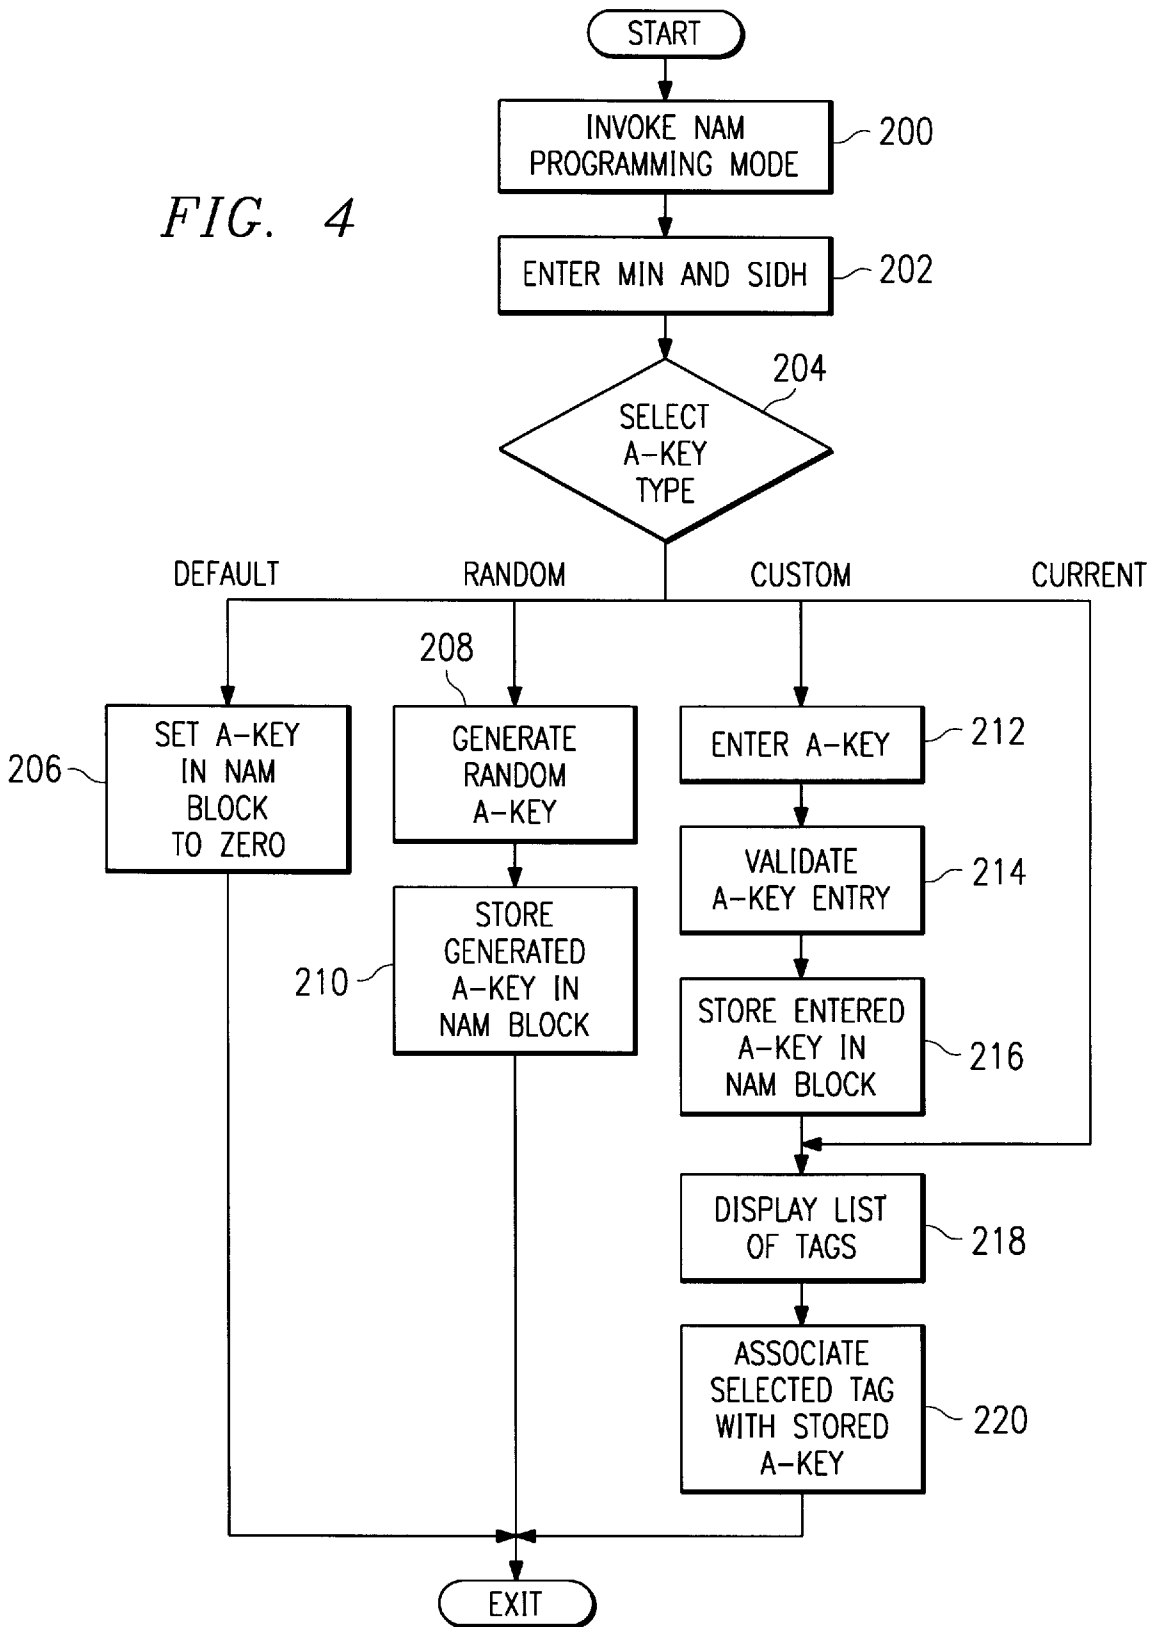 START
INVOKE NAM
PROGRAMMING MODE
200
FIG. 4
ENTER MIN AND SIDH
202
204
SELECT
A-KEY
TYPE
DEFAULT
RANDOM
CUSTOM
CURRENT
206
SET A-KEY
IN NAM
BLOCK
TO ZERO
208
GENERATE
RANDOM
A-KEY
210
STORE
GENERATED
A-KEY IN
NAM BLOCK
ENTER A-KEY
212
VALIDATE
A-KEY ENTRY
214
STORE ENTERED
A-KEY IN
NAM BLOCK
216
DISPLAY LIST
OF TAGS
218
ASSOCIATE
SELECTED TAG
WITH STORED
A-KEY
220
EXIT